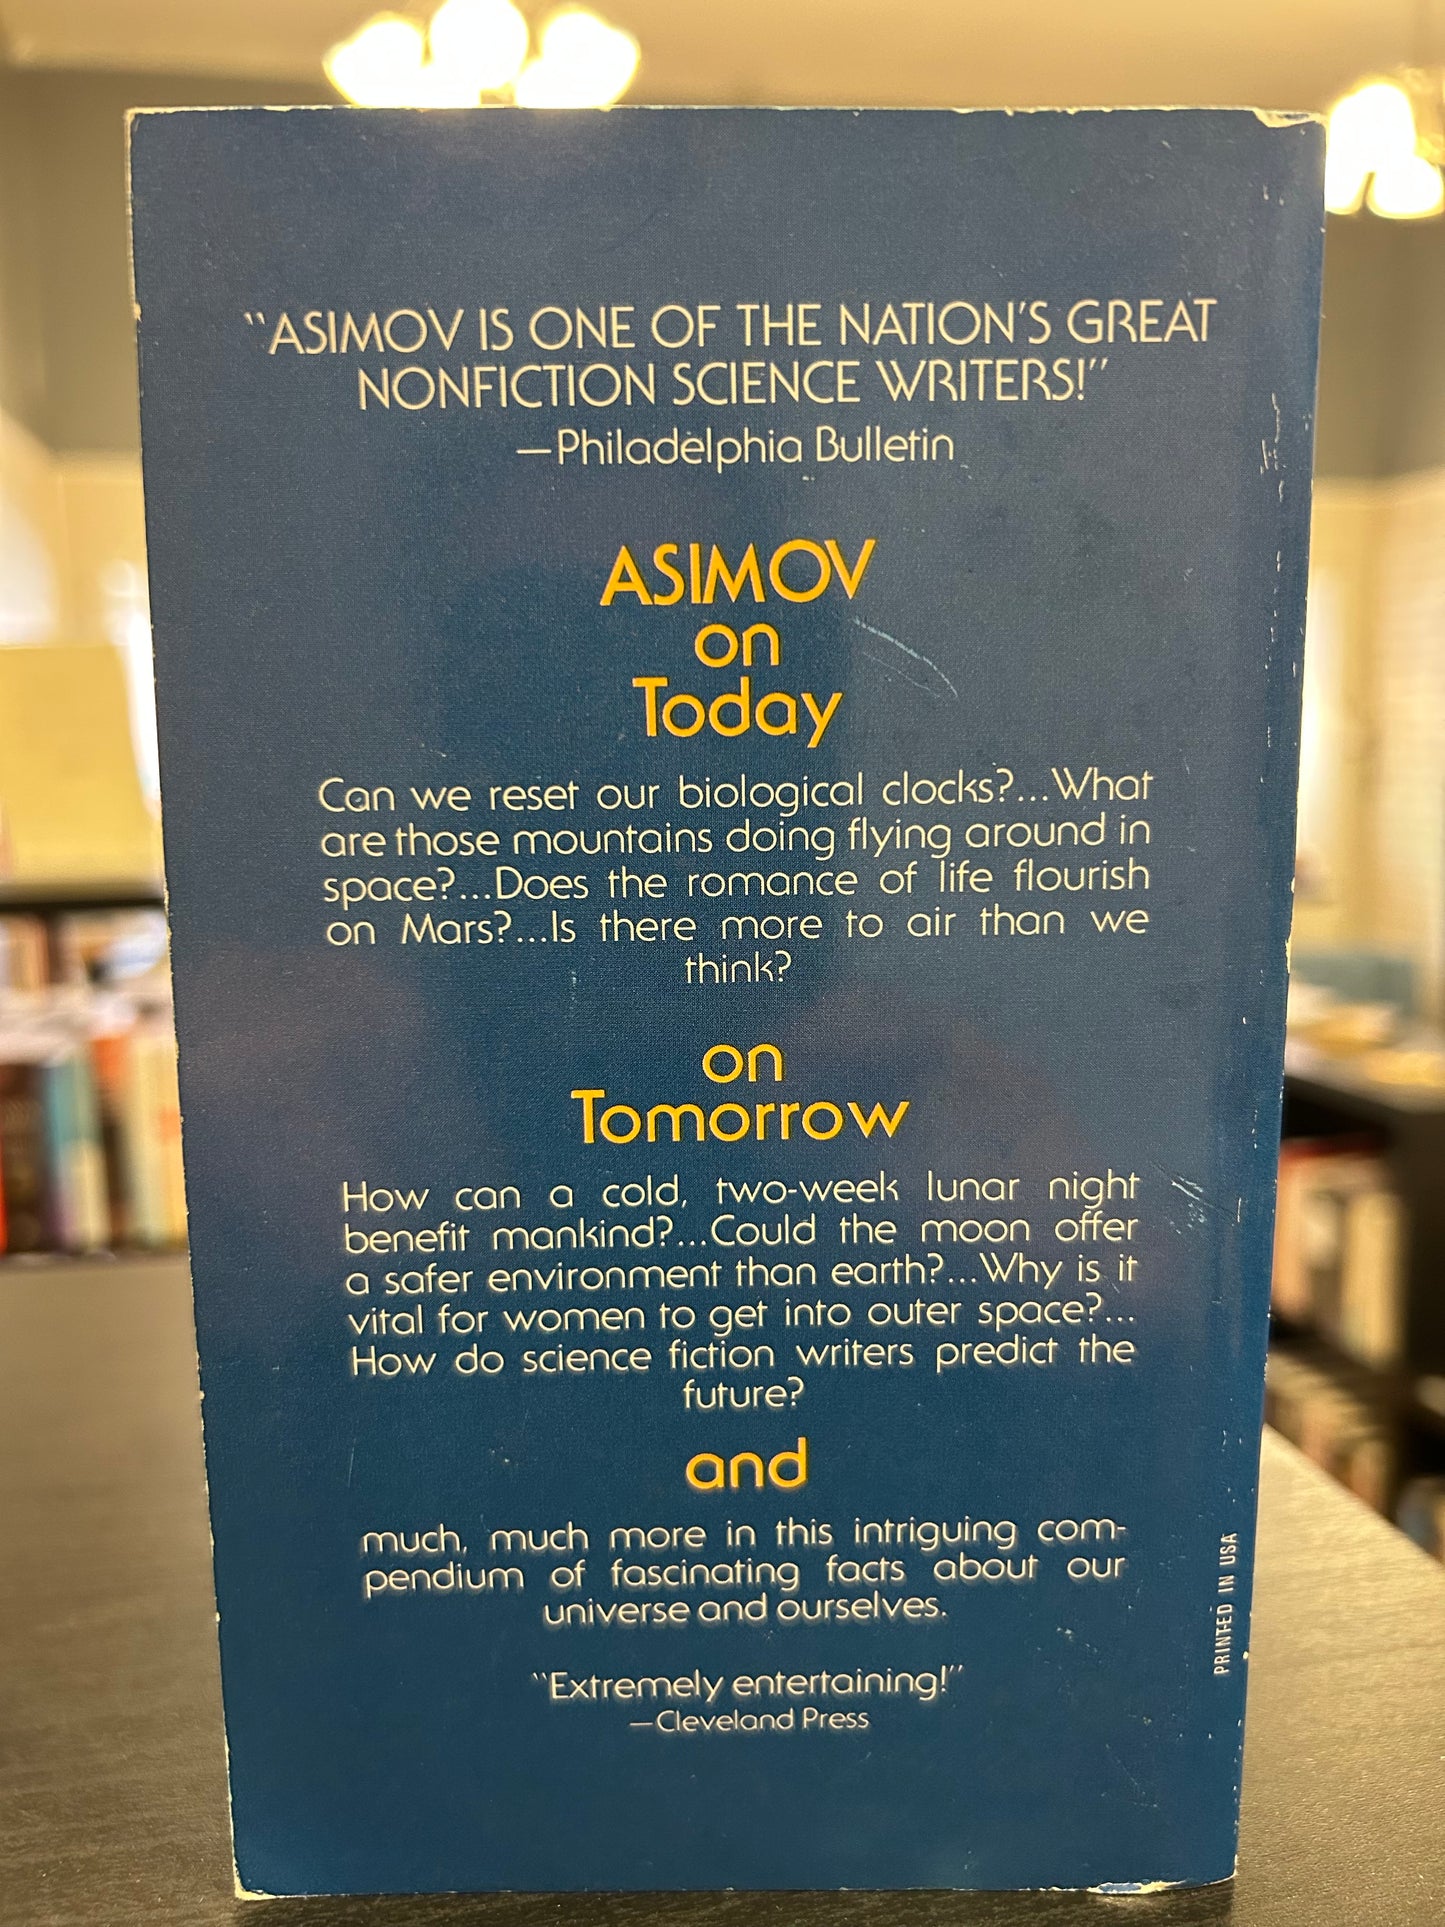 "ASIMOV IS ONE OF THE NATION'S GREAT
NONFICTION SCIENCE WRITERS!"
—Philadelphia Bulletin
ASIMOV
on
Today
Can we reset our biological clocks?...What
are those mountains doing flying around in
space?...Does the romance of life flourish
on Mars?...Is there more to air than we
think?
on
Tomorrow
How can a cold, two-week lunar night
benefit mankind?...Could the moon offer
a safer environment than earth?...Why is it
vital for women to get into outer space?...
How do science fiction writers predict the
future?
and
much, much more in this intriguing com-
pendium of fascinating facts about our
universe and ourselves.
"Extremely entertaining!"
—Cleveland Press
PRINTED IN USA